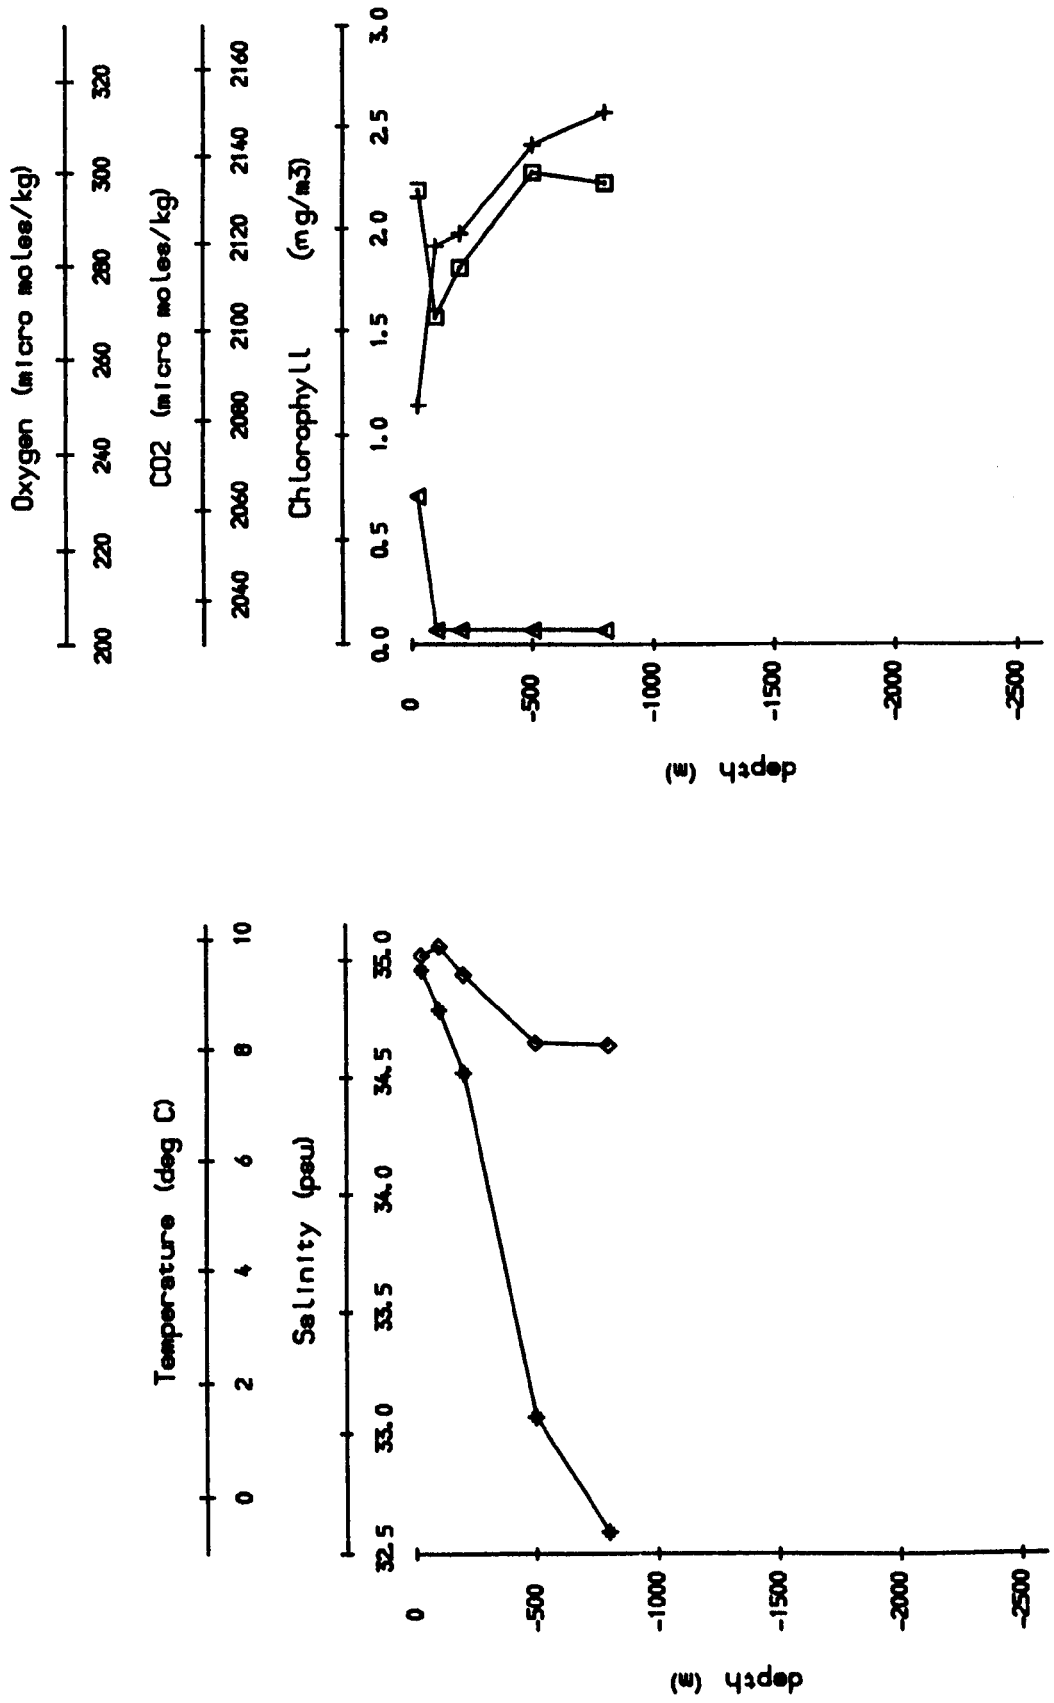 Temperature (deg C)
0 2 4 6 8 10
Salinity (psu)
32.5 33.0 33.5 34.0 34.5 35.0
0
-500
-1000
-1500
-2000
-2500
depth (m)
Oxygen (micro moles/kg)
200 220 240 260 280 300 320
CO2 (micro moles/kg)
2040 2060 2080 2100 2120 2140 2160
Chlorophyll (mg/m3)
0.0 0.5 1.0 1.5 2.0 2.5 3.0
0
-500
-1000
-1500
-2000
-2500
depth (m)